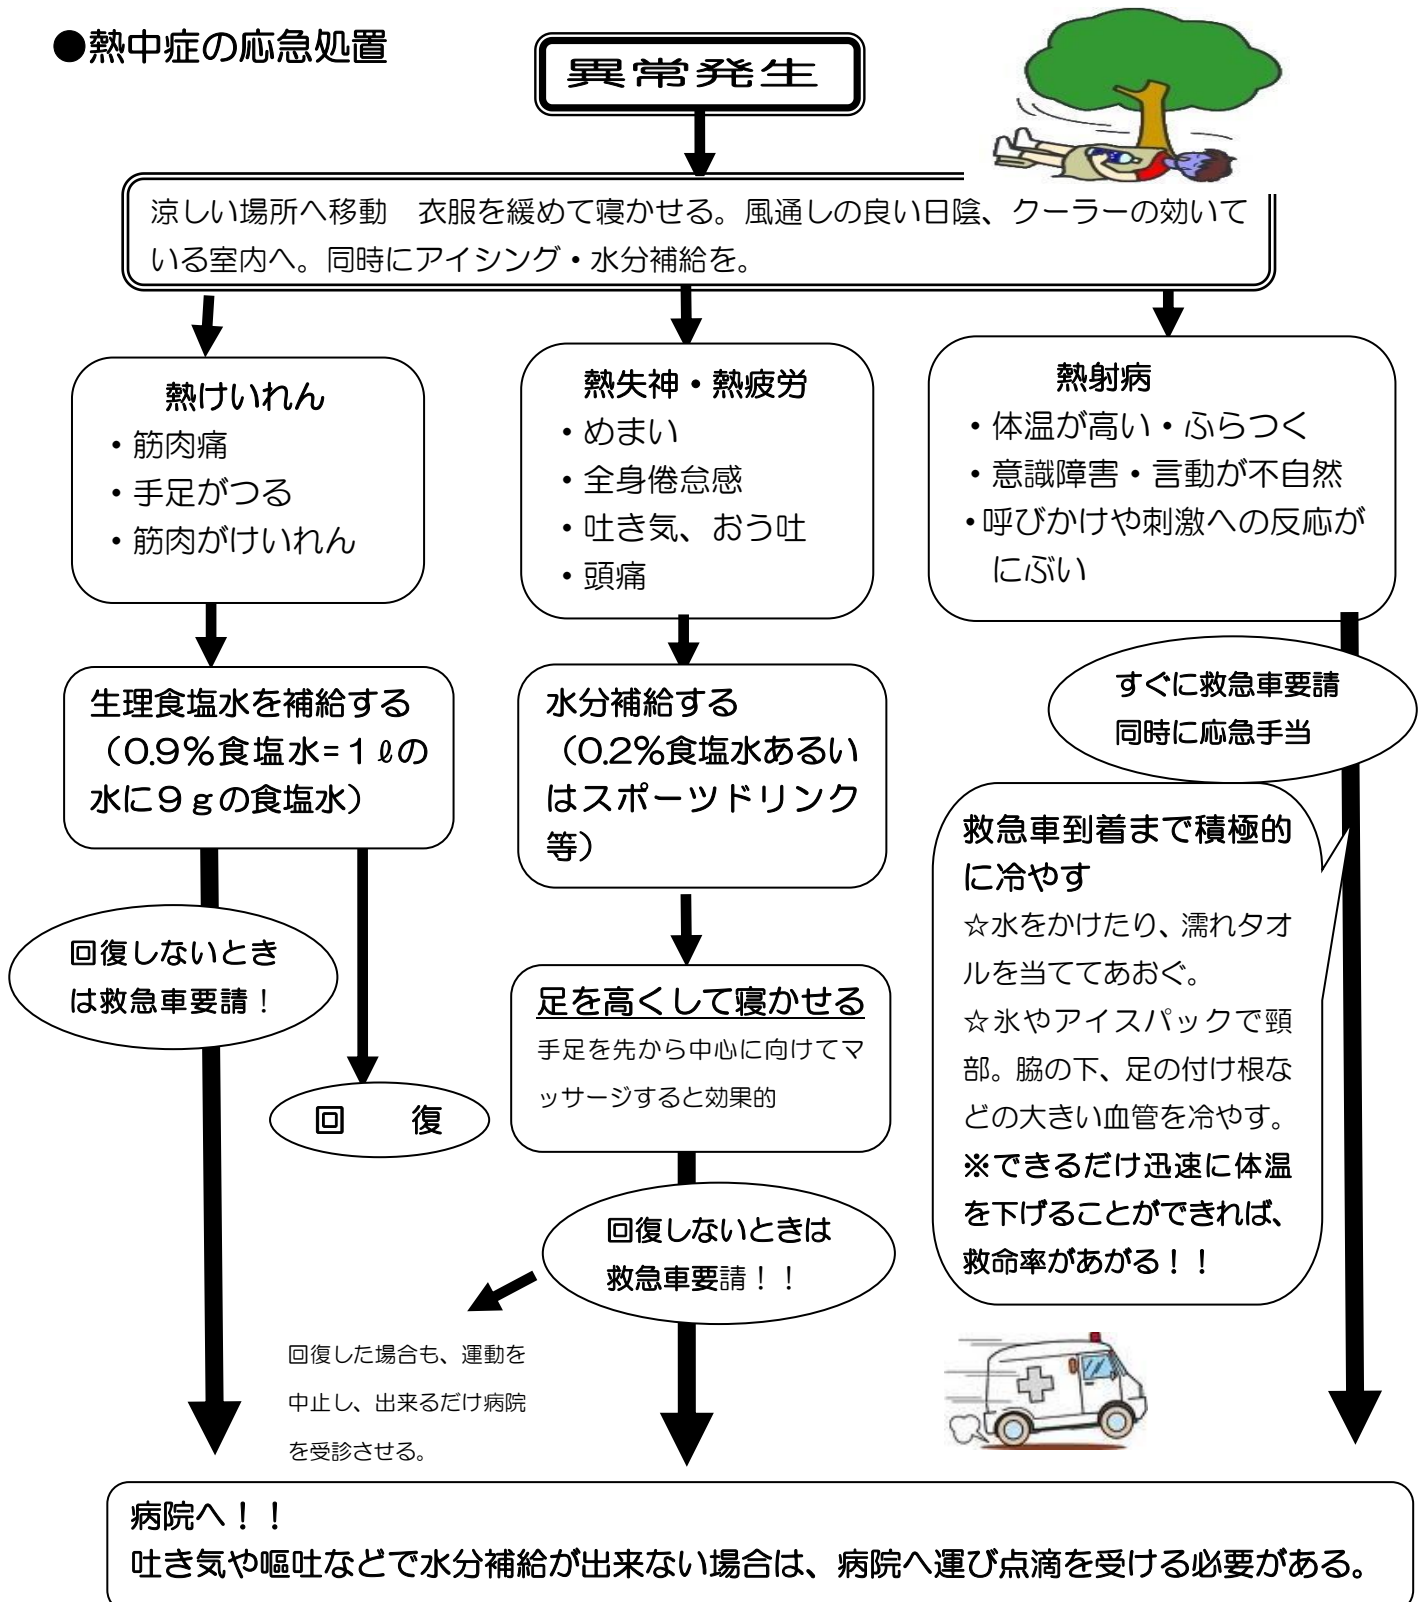 ●熱中症の応急処置
異常発生
涼しい場所へ移動　衣服を緩めて寝かせる。風通しの良い日陰、クーラーの効いて
いる室内へ。同時にアイシング・水分補給を。
熱けいれん
・筋肉痛
・手足がつる
・筋肉がけいれん
熱失神・熱疲労
・めまい
・全身倦怠感
・吐き気、おう吐
・頭痛
熱射病
・体温が高い・ふらつく
・意識障害・言動が不自然
・呼びかけや刺激への反応が
にぶい
生理食塩水を補給する
（0.9％食塩水=１ℓの
水に９ｇの食塩水）
水分補給する
（0.2%食塩水あるい
はスポーツドリンク
等）
すぐに救急車要請
同時に応急手当
救急車到着まで積極的
に冷やす
☆水をかけたり、濡れタオ
ルを当ててあおぐ。
☆氷やアイスパックで頸
部。脇の下、足の付け根な
どの大きい血管を冷やす。
※できるだけ迅速に体温
を下げることができれば、
救命率があがる！！
回復しないとき
は救急車要請！
回　復
足を高くして寝かせる
手足を先から中心に向けてマ
ッサージすると効果的
回復しないときは
救急車要請！！
回復した場合も、運動を
中止し、出来るだけ病院
を受診させる。
病院へ！！
吐き気や嘔吐などで水分補給が出来ない場合は、病院へ運び点滴を受ける必要がある。